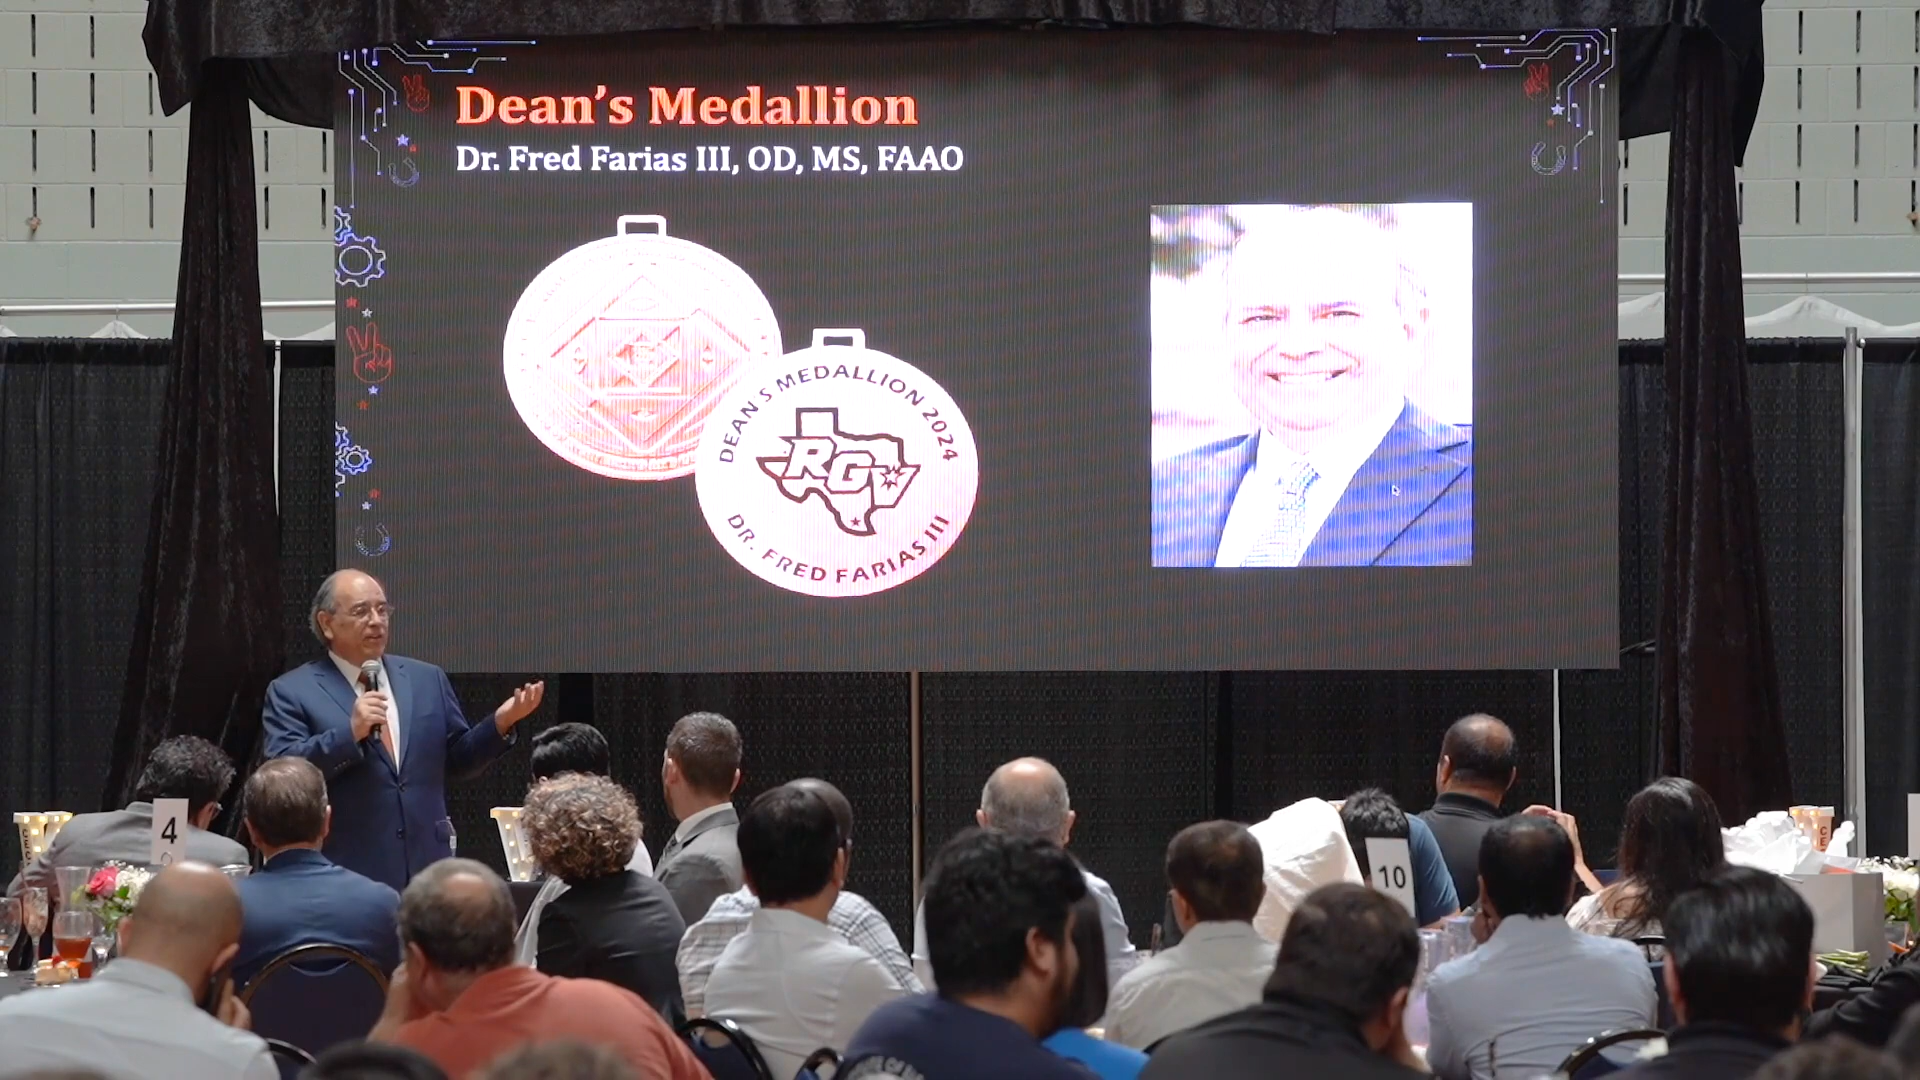 Dean's Medallion
Dr. Fred Farias III, OD, MS, FAAO
DEAN'S MEDALLION 2024
RGV
DR. FRED FARIAS III
4
10